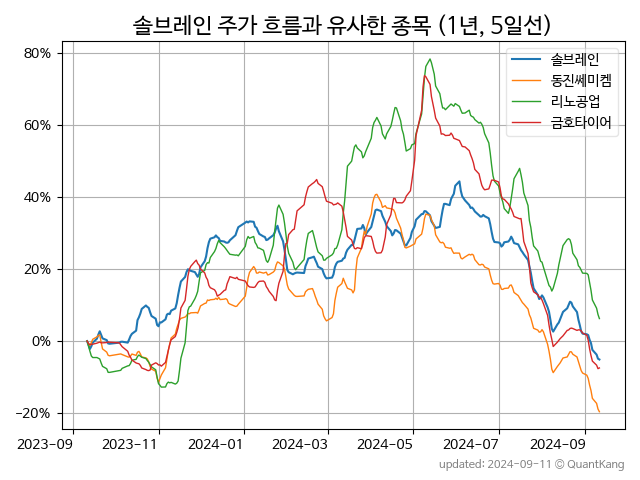 솔브레인 주가 흐름과 유사한 종목 (1년, 5일선)
솔브레인
동진쎄미켐
리노공업
금호타이어
80%
60%
40%
20%
0%
−20%
2023-09
2023-11
2024-01
2024-03
2024-05
2024-07
2024-09
updated: 2024-09-11 © QuantKang